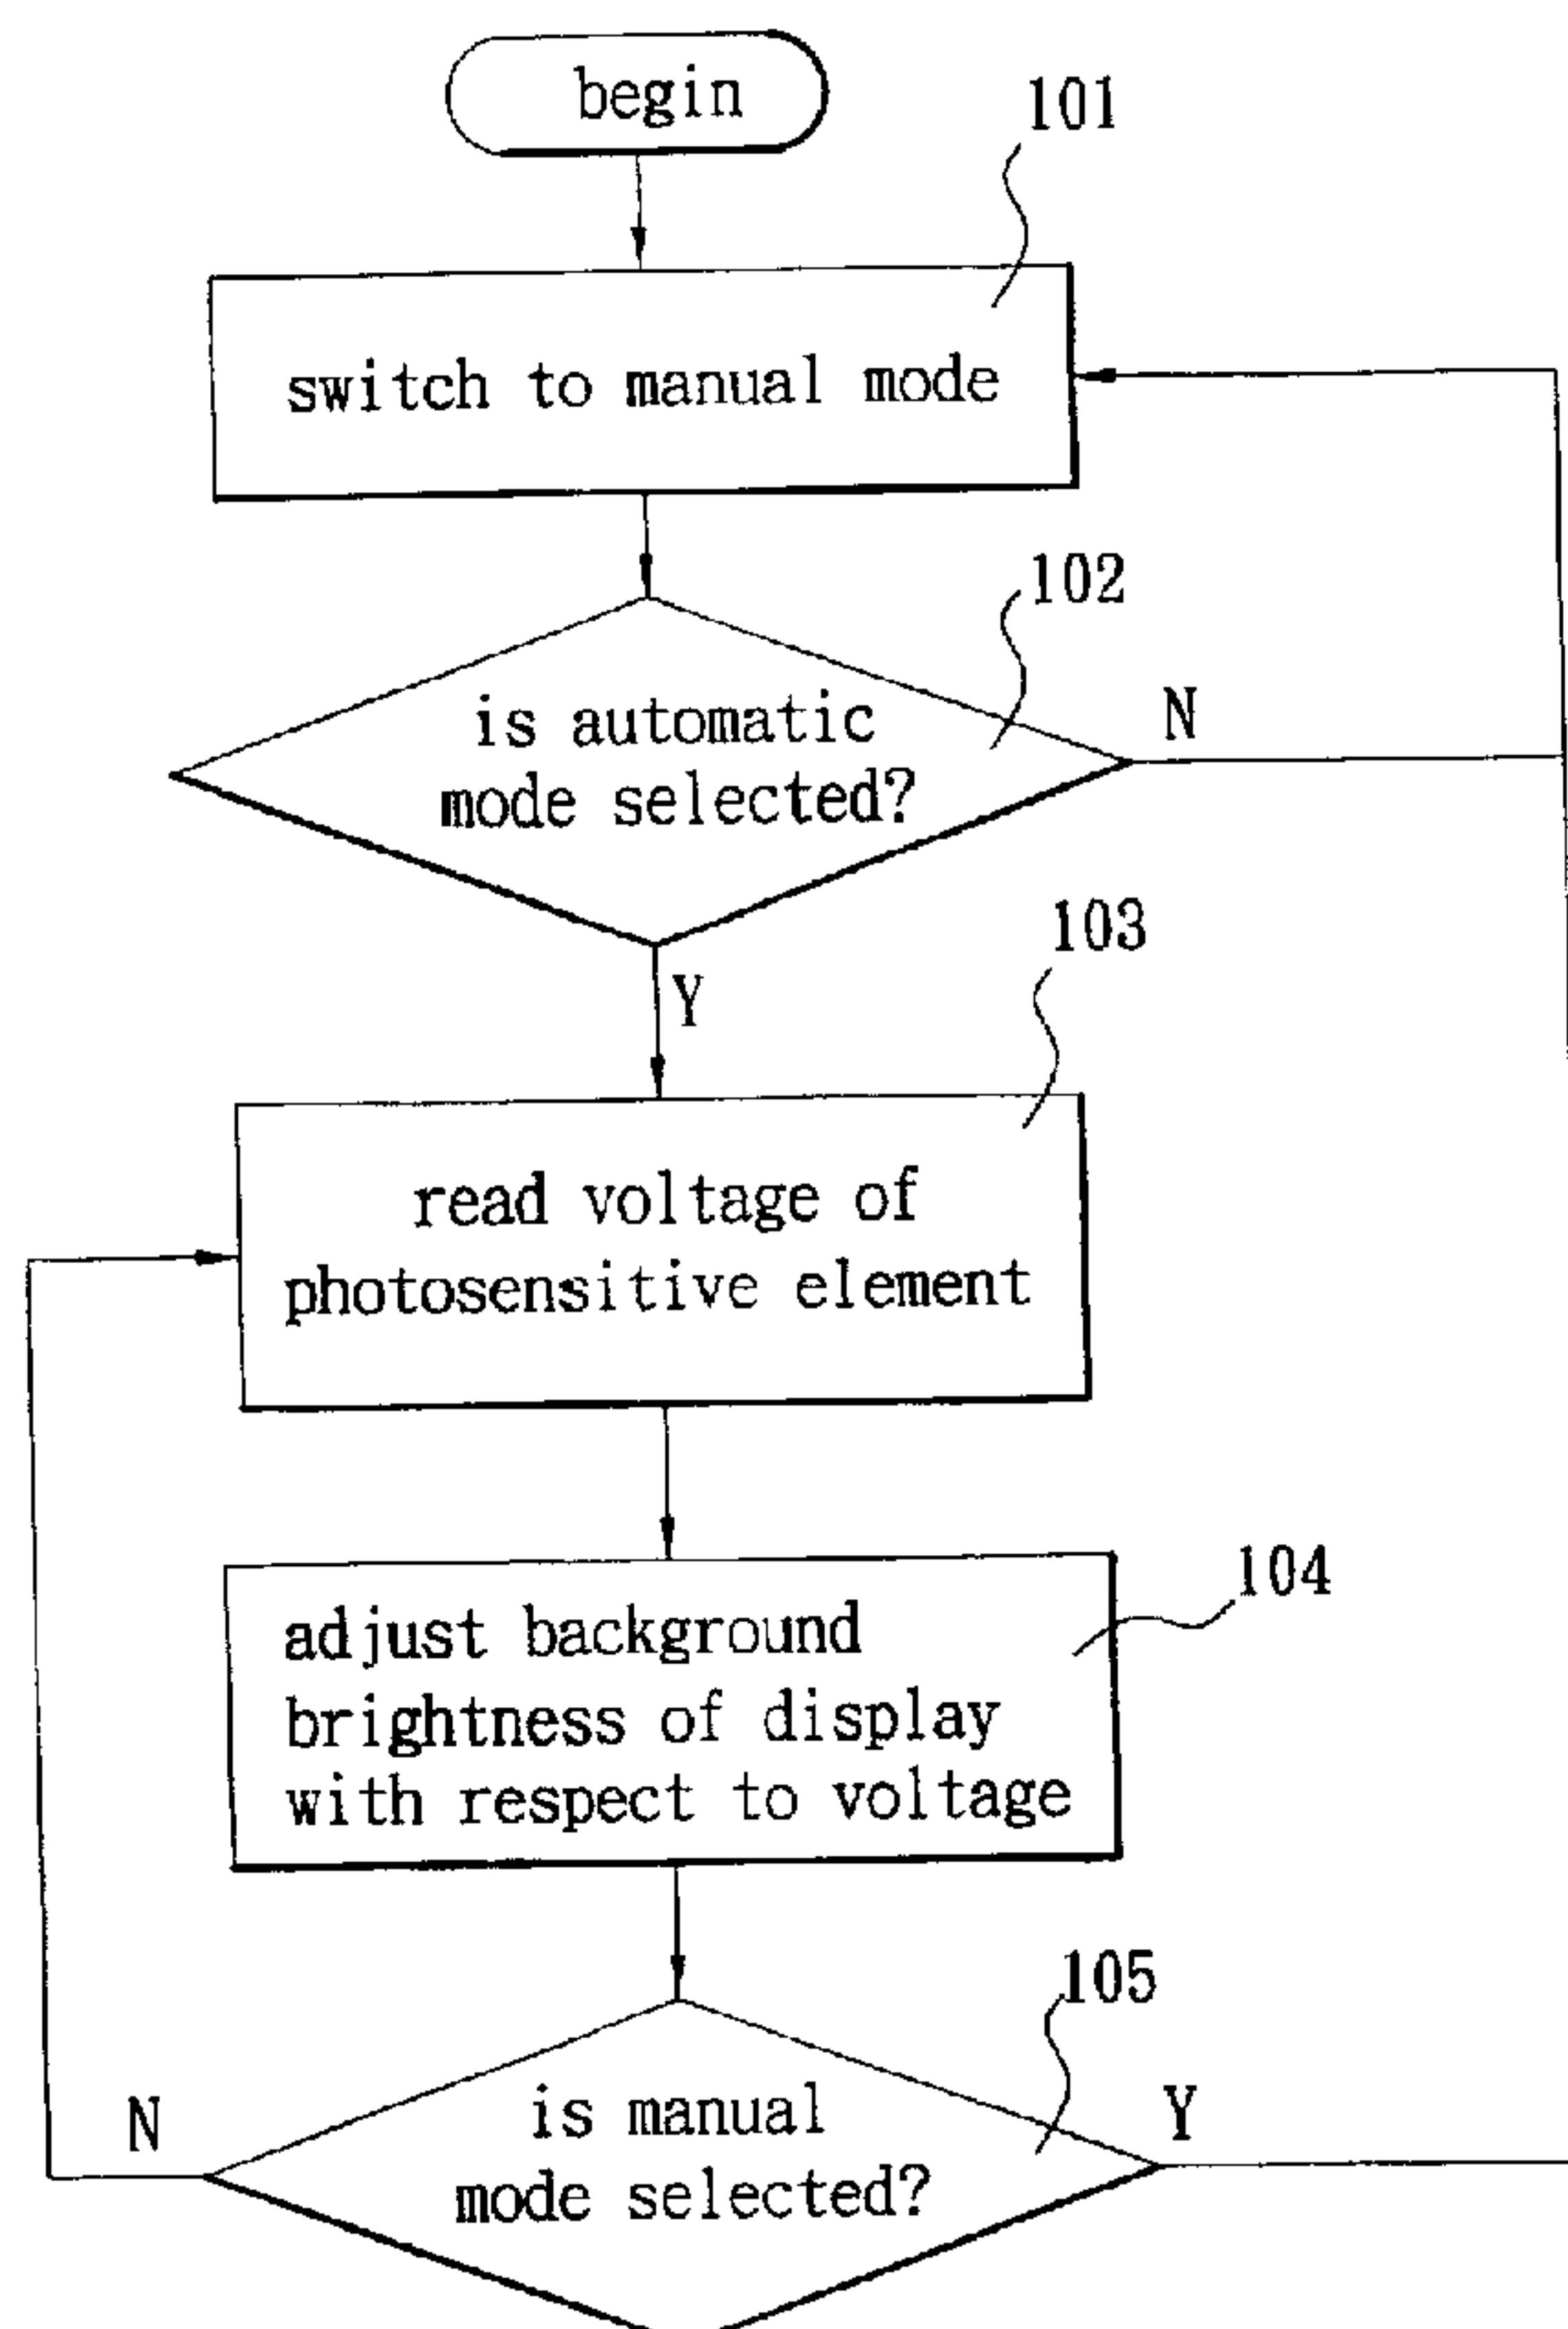 begin
101
switch to manual mode
102
is automatic
mode selected?
N
Y
103
read voltage of
photosensitive element
104
adjust background
brightness of display
with respect to voltage
105
is manual
mode selected?
N
Y